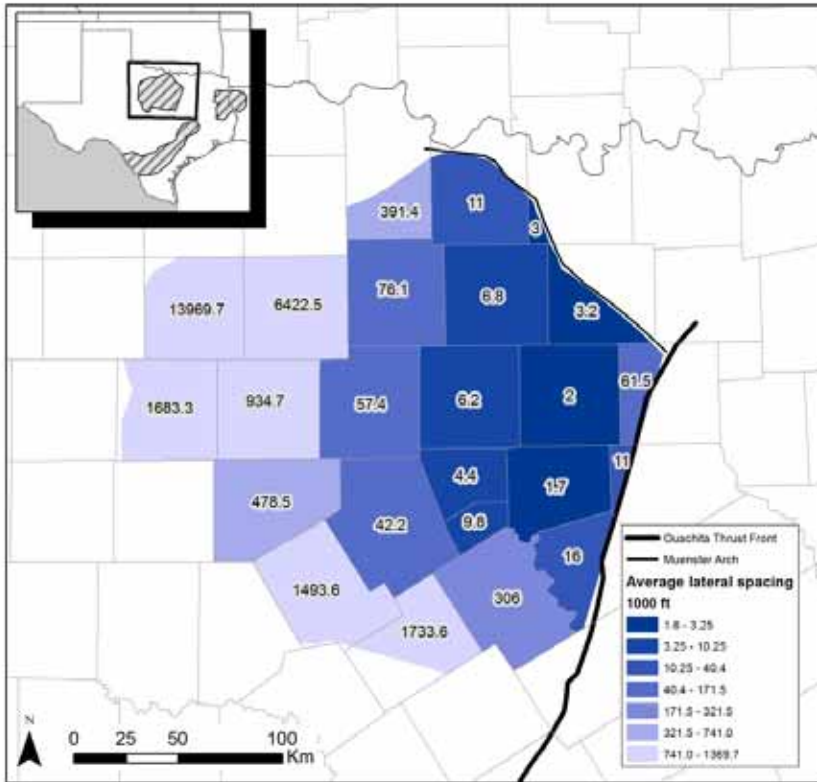 391.4
11
3
13969.7
6422.5
76.1
6.8
3.2
1683.3
934.7
57.4
6.2
2
61.5
478.5
42.2
4.4
9.8
1.7
11
16
1493.6
1733.6
306
Ouachita Thrust Front
Muenster Arch
Average lateral spacing
1000 ft
1.6 - 3.25
3.25 - 10.25
10.25 - 40.4
40.4 - 171.5
171.5 - 321.5
321.5 - 741.0
741.0 - 1369.7
N
0 25 50 100
Km